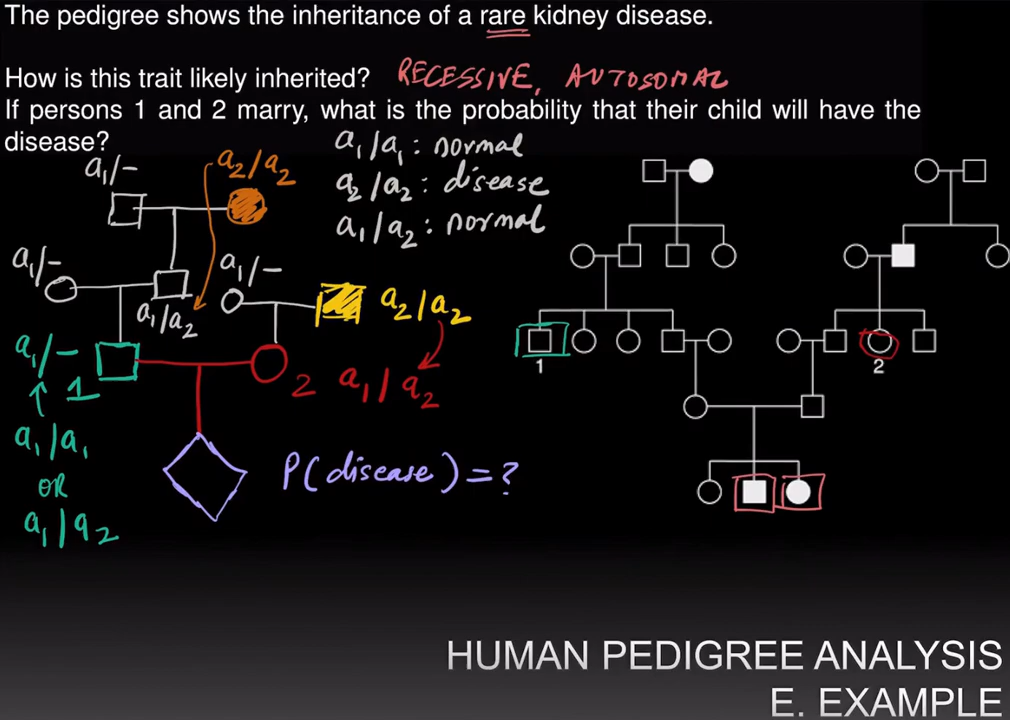 The pedigree shows the inheritance of a rare kidney disease.
How is this trait likely inherited? RECESSIVE, AUTOSOMAL
If persons 1 and 2 marry, what is the probability that their child will have the
disease?
a₁/a₁ : normal
a₂/a₂ : disease
a₁/a₂ : normal
a₁/-
a₂/a₂
a₁/-
a₁/-
a₁/a₂
a₂/a₂
a₁/-
1
2 a₁/a₂
a₁/a₁
OR
a₁/a₂
P(disease) = ?
1
2
HUMAN PEDIGREE ANALYSIS
E. EXAMPLE